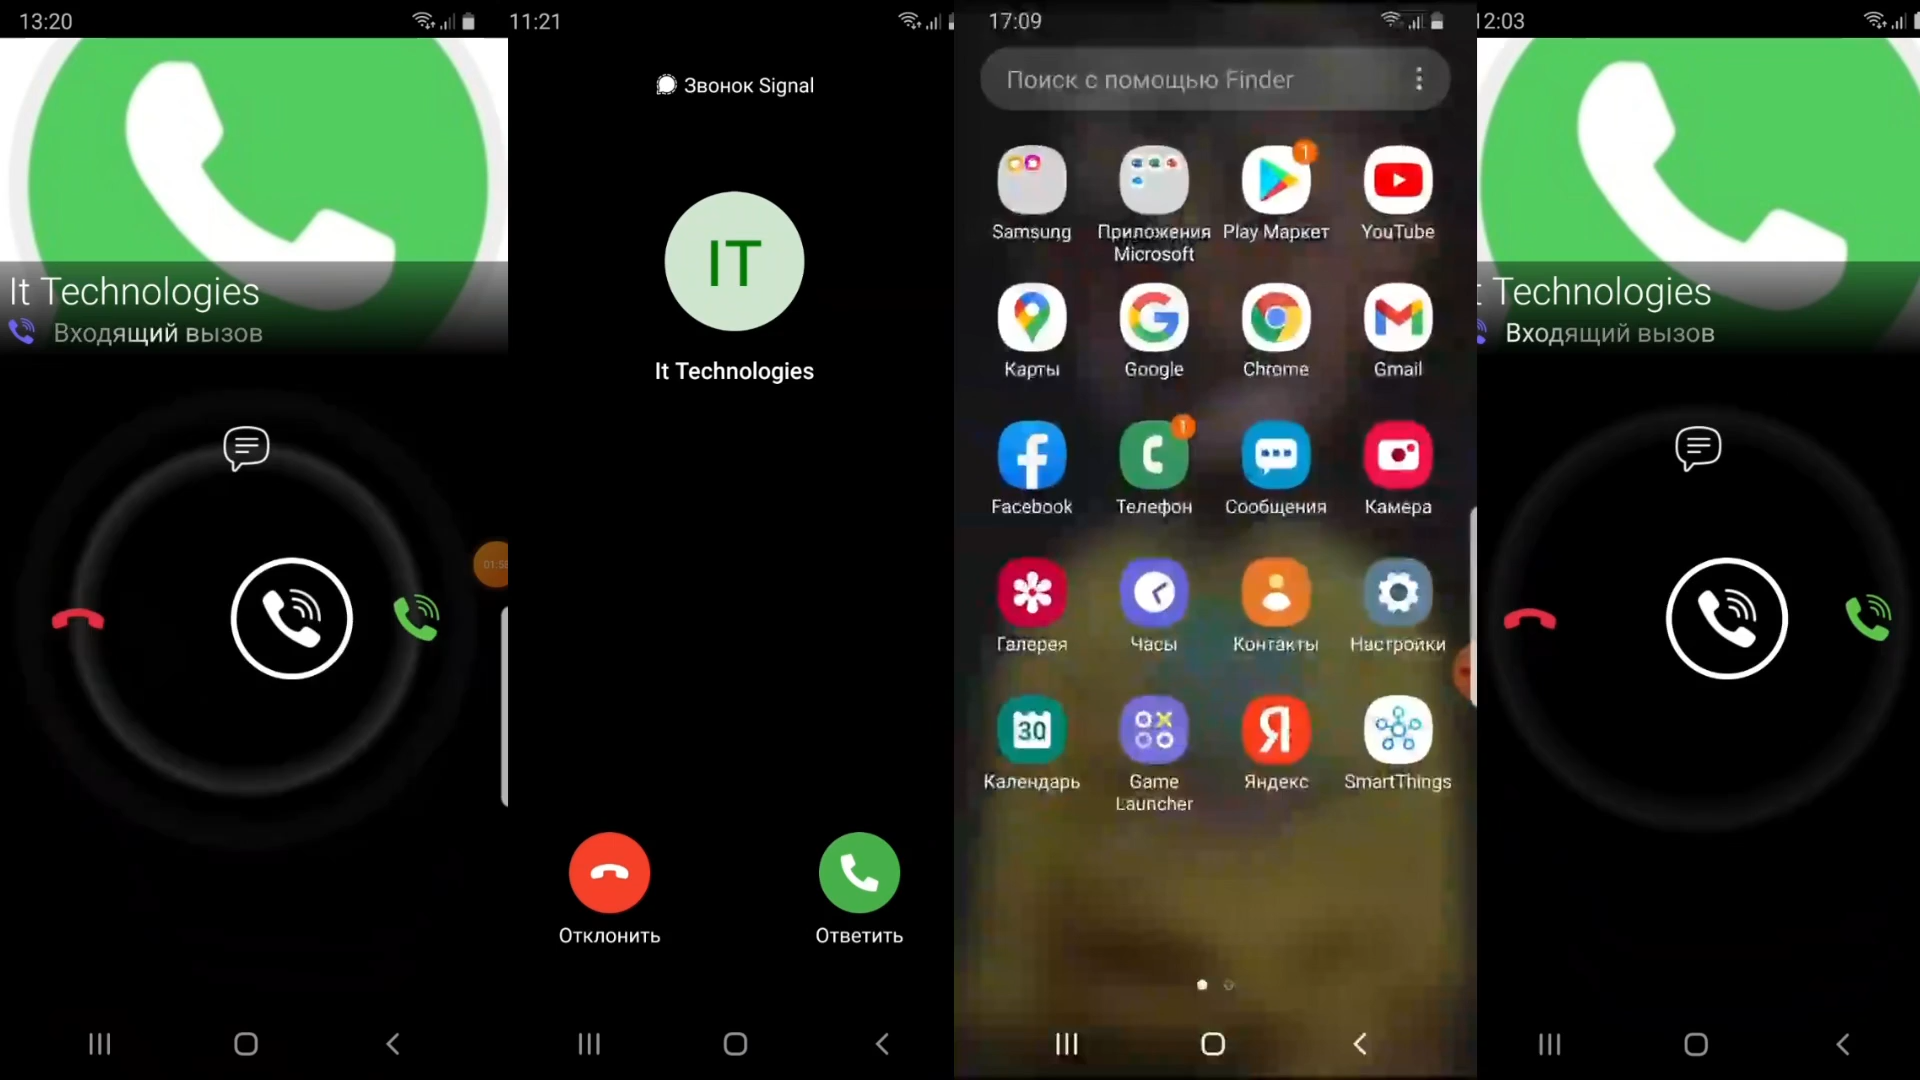 13:20
It Technologies
Входящий вызов
11:21
Звонок Signal
IT
It Technologies
Отклонить
Ответить
17:09
Поиск с помощью Finder
1
Samsung
Приложения Microsoft
Play Маркет
YouTube
Карты
Google
Chrome
Gmail
1
Facebook
Телефон
Сообщения
Камера
Галерея
Часы
Контакты
Настройки
30
Я
Календарь
Game Launcher
Яндекс
SmartThings
12:03
t Technologies
Входящий вызов